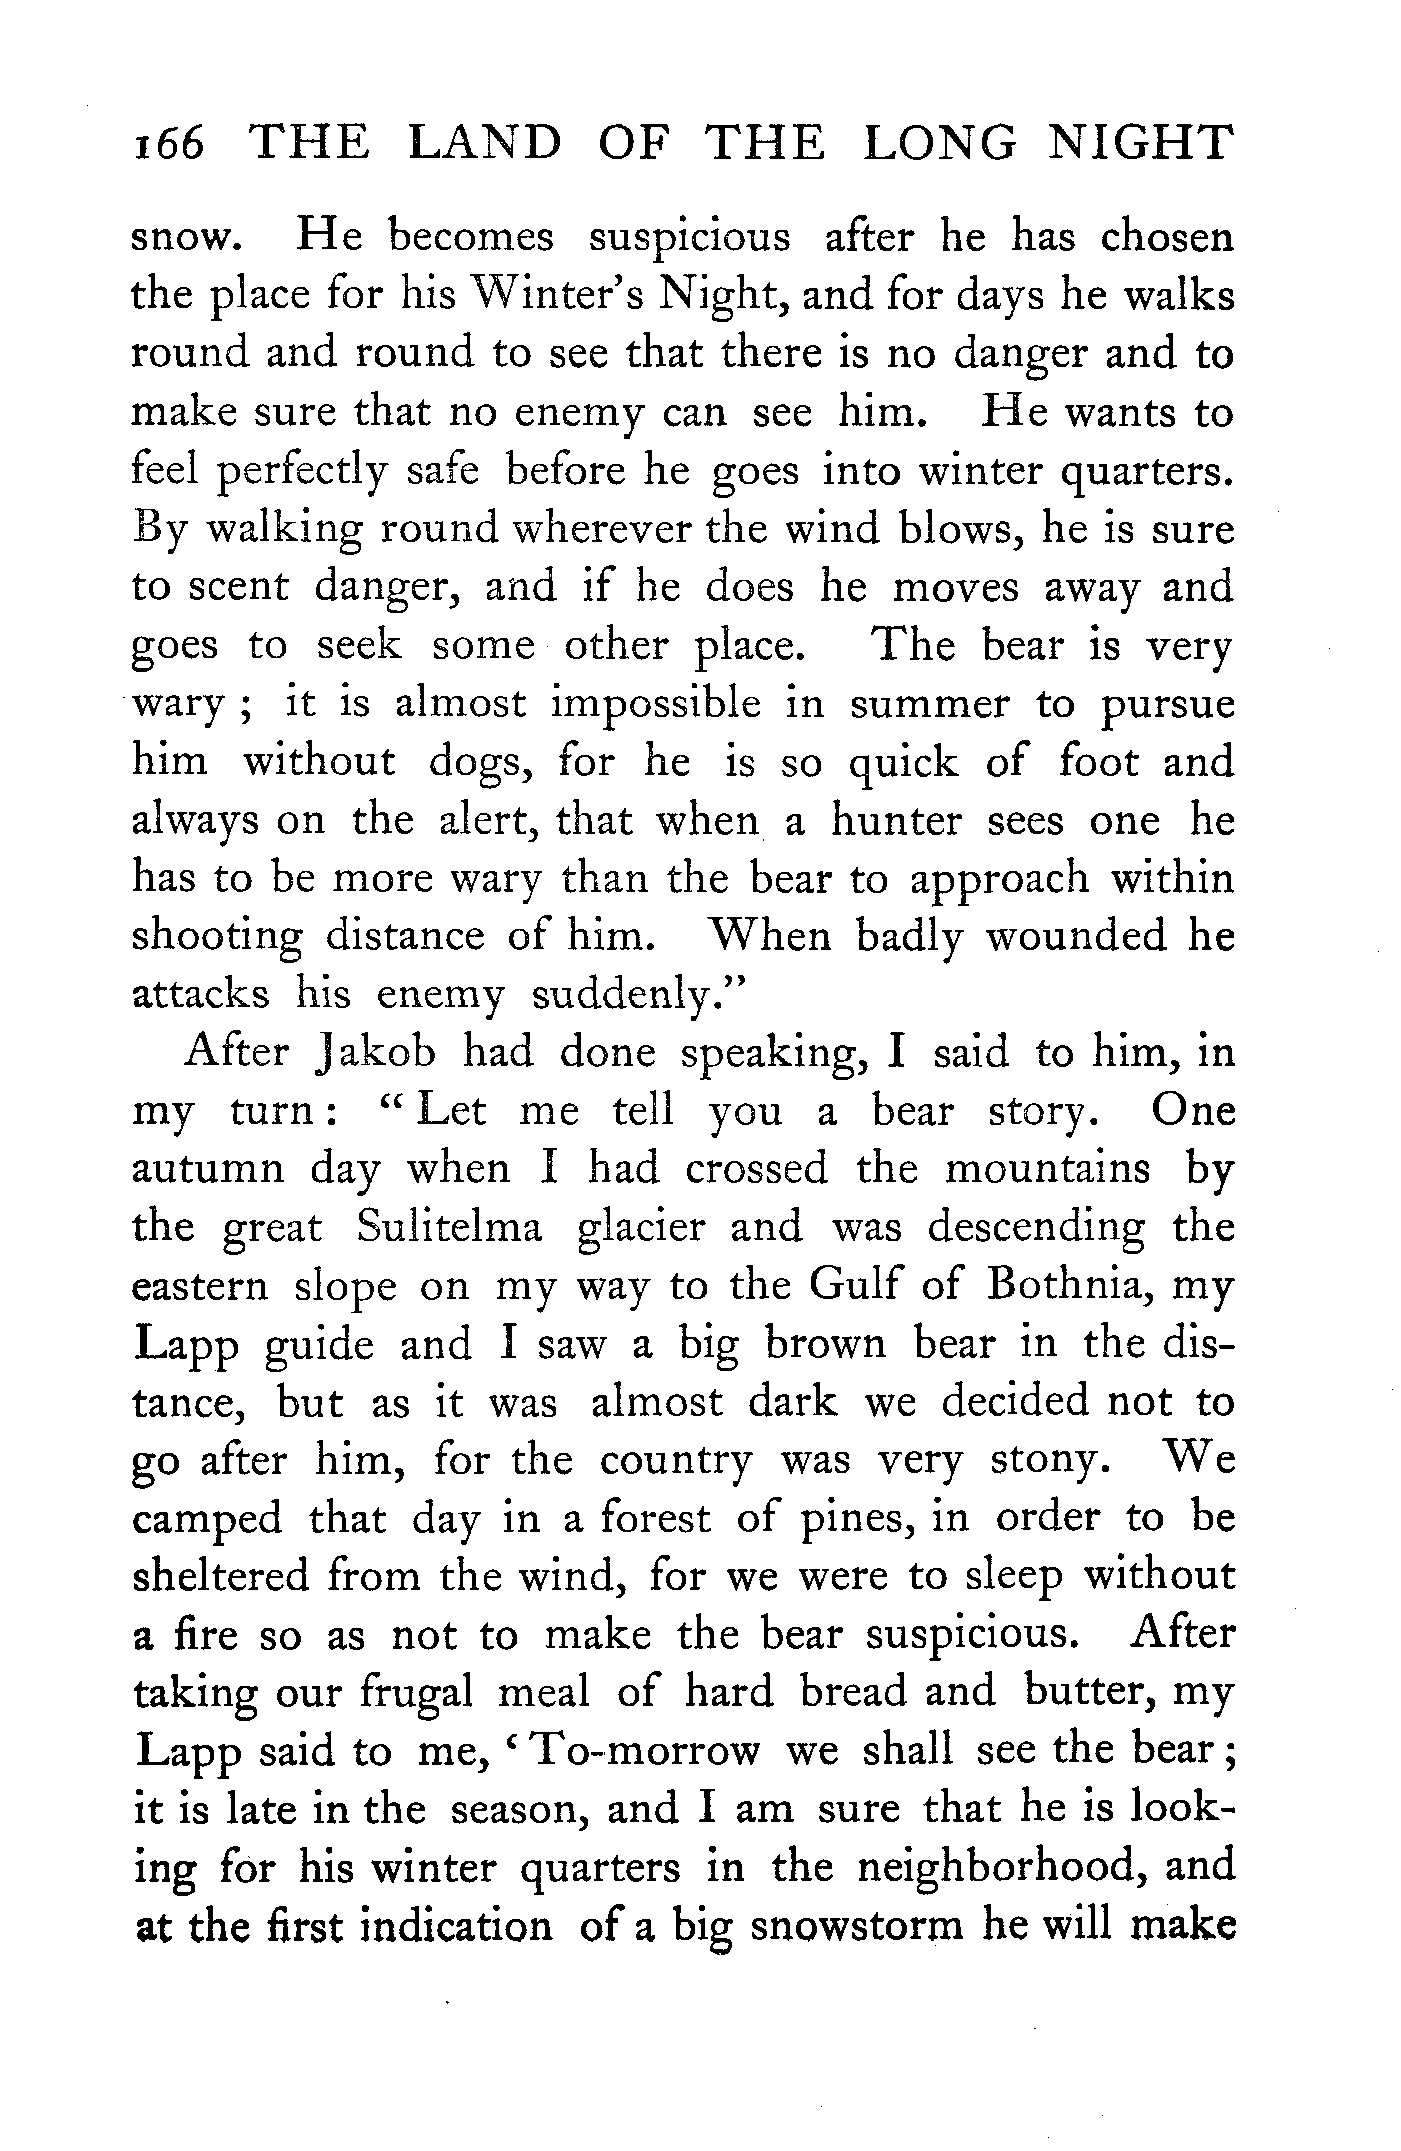 166 THE LAND OF THE LONG NIGHT
snow. He becomes suspicious after he has chosen
the place for his Winter's Night, and for days he walks
round and round to see that there is no danger and to
make sure that no enemy can see him. He wants to
feel perfectly safe before he goes into winter quarters.
By walking round wherever the wind blows, he is sure
to scent danger, and if he does he moves away and
goes to seek some other place. The bear is very
wary ; it is almost impossible in summer to pursue
him without dogs, for he is so quick of foot and
always on the alert, that when a hunter sees one he
has to be more wary than the bear to approach within
shooting distance of him. When badly wounded he
attacks his enemy suddenly."
After Jakob had done speaking, I said to him, in
my turn : " Let me tell you a bear story. One
autumn day when I had crossed the mountains by
the great Sulitelma glacier and was descending the
eastern slope on my way to the Gulf of Bothnia, my
Lapp guide and I saw a big brown bear in the dis-
tance, but as it was almost dark we decided not to
go after him, for the country was very stony. We
camped that day in a forest of pines, in order to be
sheltered from the wind, for we were to sleep without
a fire so as not to make the bear suspicious. After
taking our frugal meal of hard bread and butter, my
Lapp said to me, ' To-morrow we shall see the bear ;
it is late in the season, and I am sure that he is look-
ing for his winter quarters in the neighborhood, and
at the first indication of a big snowstorm he will make